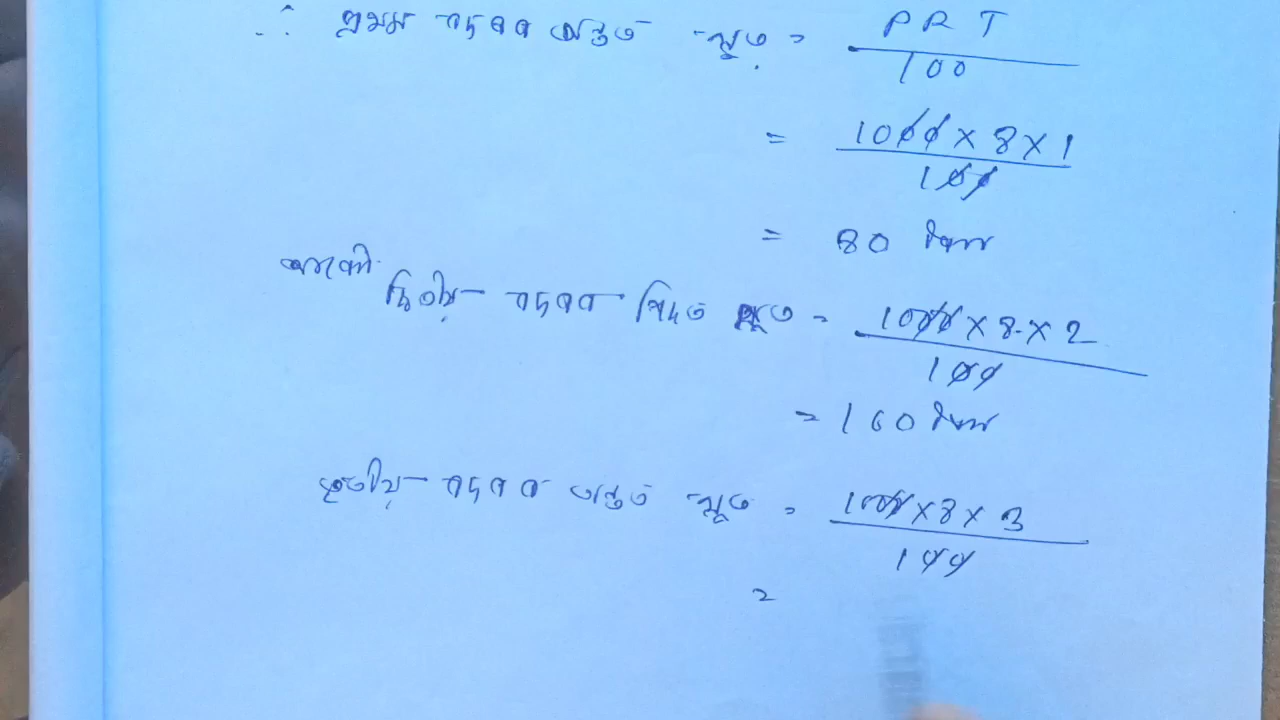 ∴ প্ৰথম বছৰৰ অন্তত সুত = PRT / 100
= 1000 × 8 × 1 / 100
= 80 টকা
আকৌ
দ্বিতীয় বছৰৰ পিছত সুত = 1000 × 8 × 2 / 100
= 160 টকা
তৃতীয় বছৰৰ অন্তত সুত = 1000 × 8 × 3 / 100
=